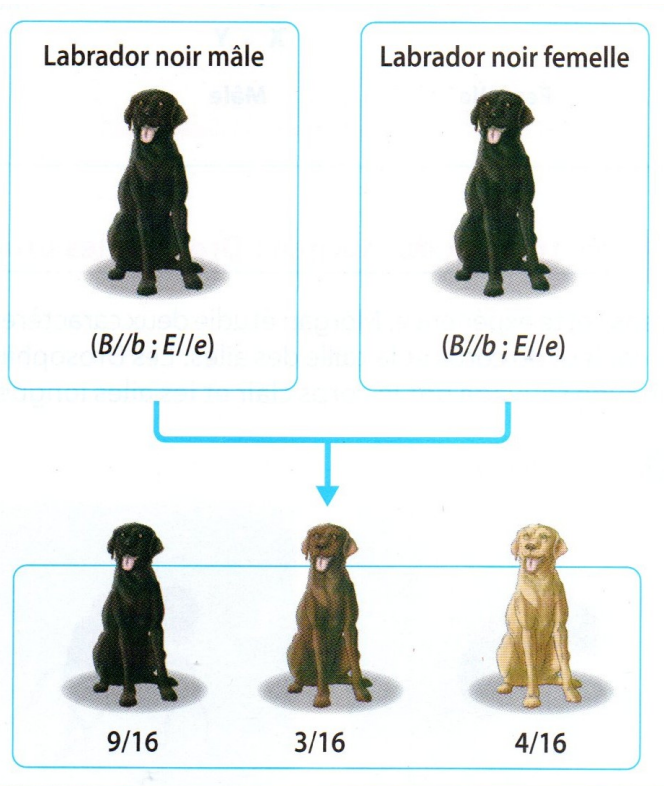 Labrador noir mâle
Labrador noir femelle
(B//b ; E//e)
(B//b ; E//e)
9/16
3/16
4/16